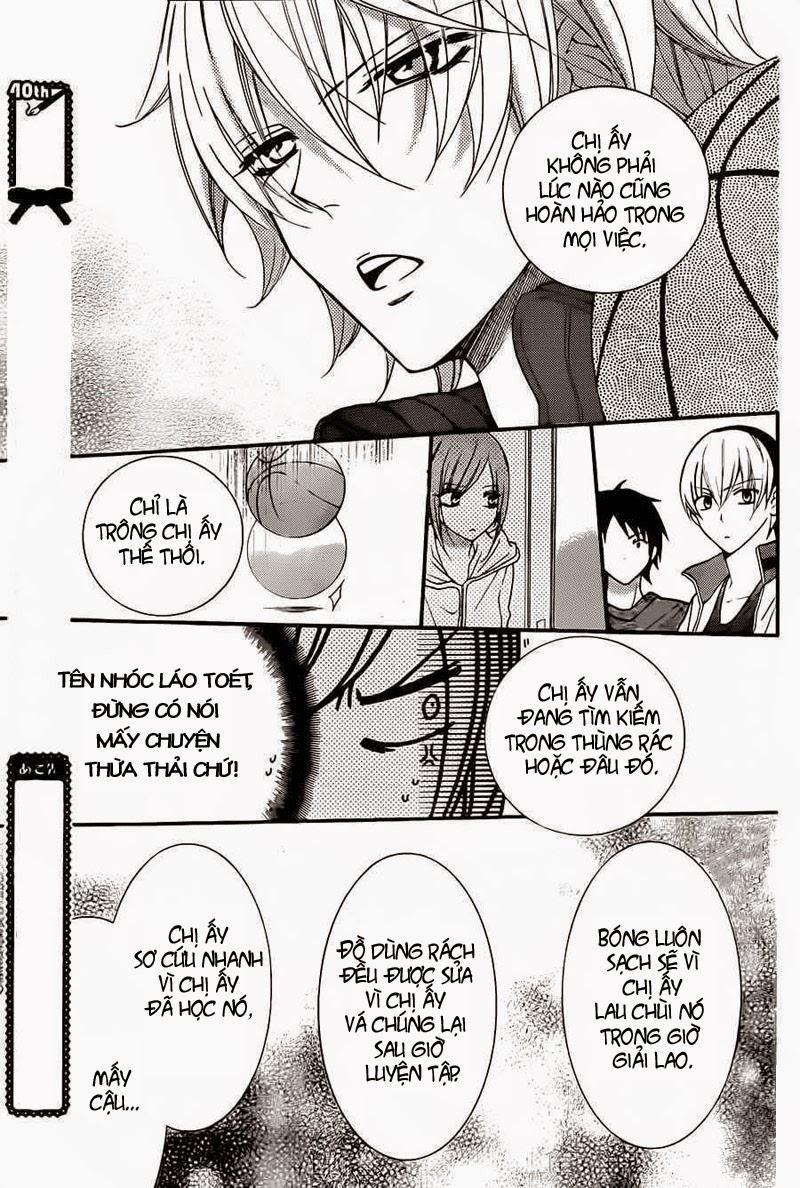 40th
CHỊ ẤY
KHÔNG PHẢI
LÚC NÀO CŨNG
HOÀN HẢO TRONG
MỌI VIỆC.
CHỈ LÀ
TRÔNG CHỊ ẤY
THẾ THÔI.
CHỊ ẤY VẪN
ĐANG TÌM KIẾM
TRONG THÙNG RÁC
HOẶC ĐÂU ĐÓ.
TÊN NHÓC LÁO TOÉT,
ĐỪNG CÓ NÓI
MẤY CHUYỆN
THỪA THÃI CHỨ!
BÓNG LUÔN
SẠCH SẼ VÌ
CHỊ ẤY
LAU CHÙI NÓ
TRONG GIỜ
GIẢI LAO.
ĐỒ DÙNG RÁCH
ĐỀU ĐƯỢC SỬA
VÌ CHỊ ẤY
VÁ CHÚNG LẠI
SAU GIỜ
LUYỆN TẬP.
CHỊ ẤY
SƠ CỨU NHANH
VÌ CHỊ ẤY
ĐÃ HỌC NÓ,
MẤY
CẬU...